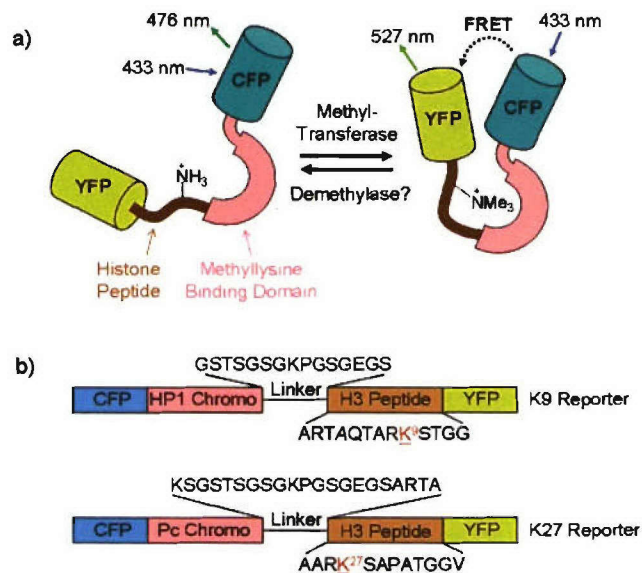 a)
476 nm
433 nm
CFP
YFP
NH₃
Histone
Peptide
Methyllysine
Binding Domain
Methyl-
Transferase
Demethylase?
527 nm
FRET
433 nm
YFP
CFP
NMe₃
b)
GSTSGSGKPGSGEGS
CFP HP1 Chromo Linker H3 Peptide YFP K9 Reporter
ARTAQTARK⁹STGG
KSGSTSGSGKPGSGEGSARTA
CFP Pc Chromo Linker H3 Peptide YFP K27 Reporter
AARK²⁷SAPATGGV